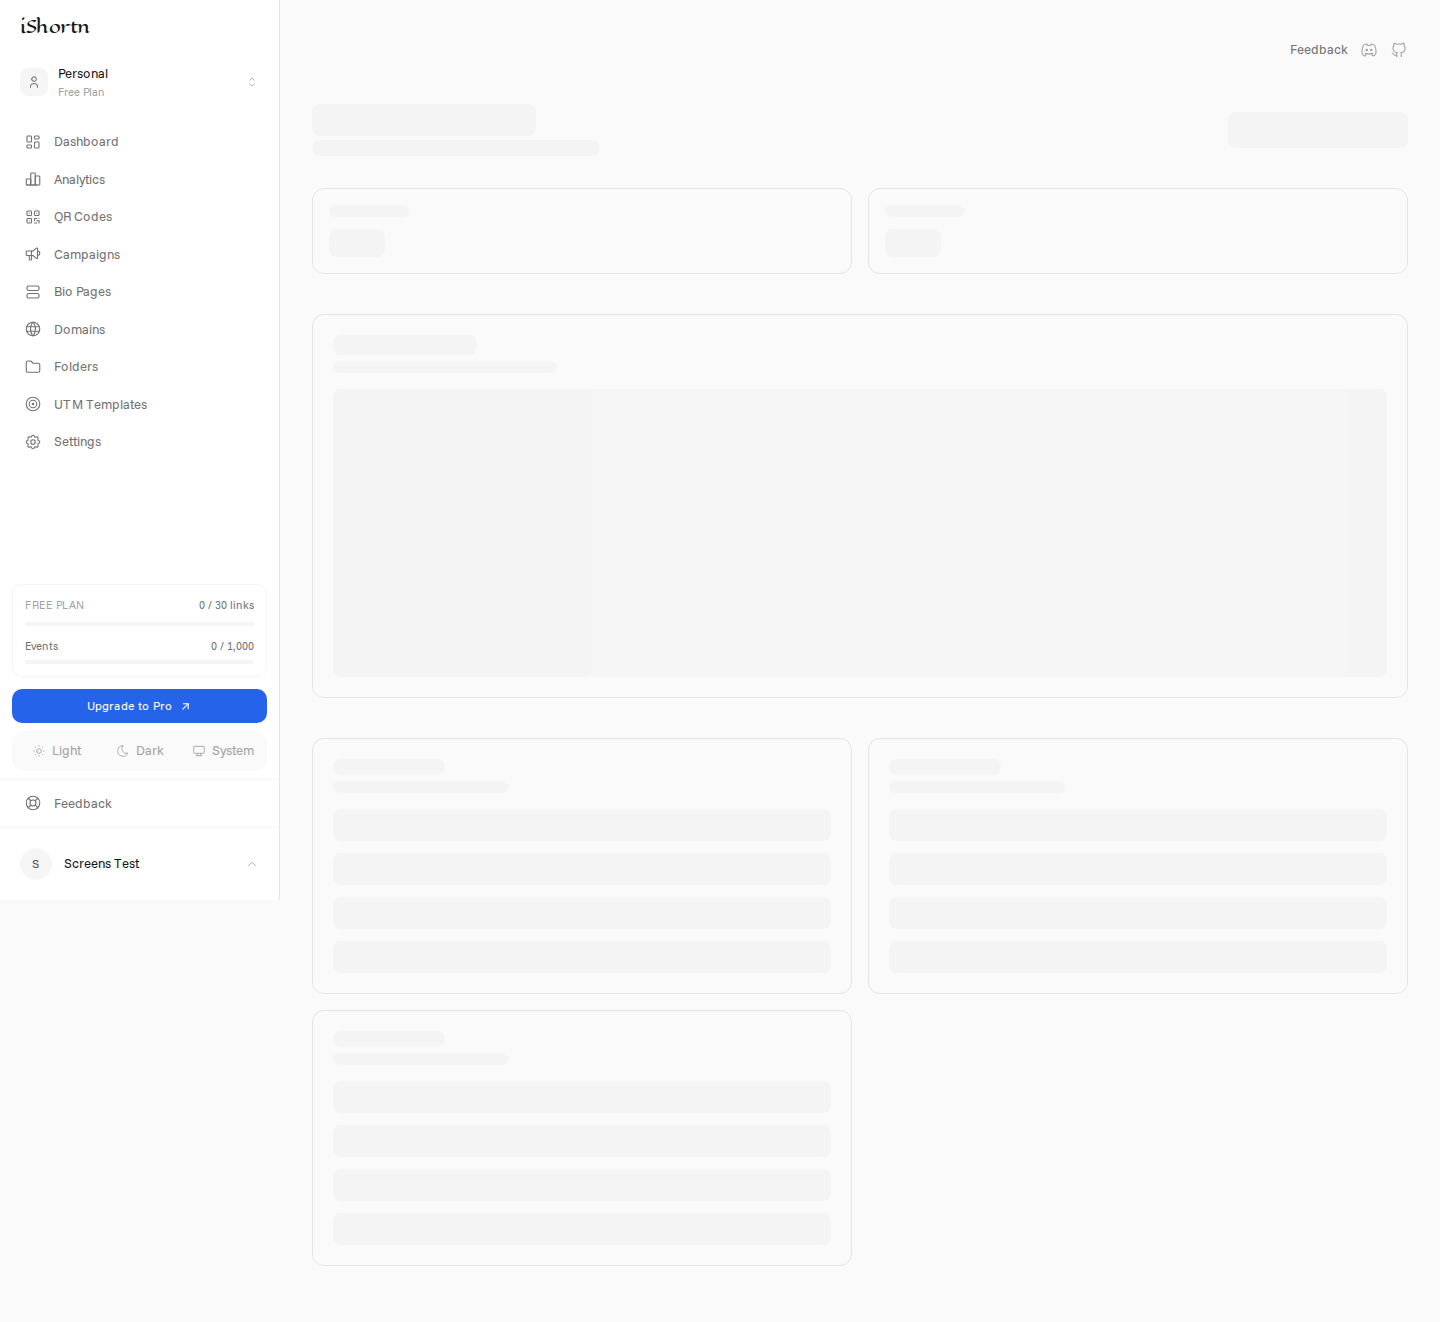 iShortn
Personal
Free Plan
Dashboard
Analytics
QR Codes
Campaigns
Bio Pages
Domains
Folders
UTM Templates
Settings
FREE PLAN 0 / 30 links
Events 0 / 1,000
Upgrade to Pro
Light Dark System
Feedback
S Screens Test
Feedback